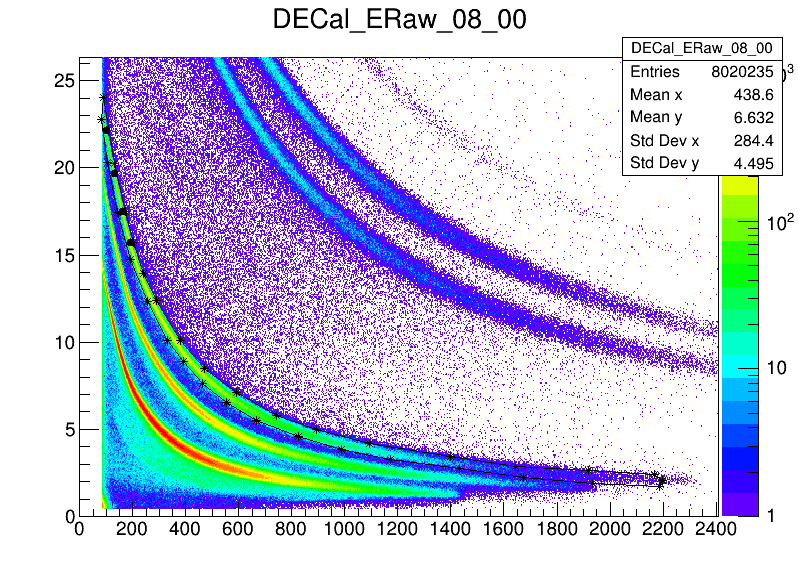 DECal_ERaw_08_00
DECal_ERaw_08_00
Entries 8020235
Mean x 438.6
Mean y 6.632
Std Dev x 284.4
Std Dev y 4.495
25
20
15
10
5
0
0 200 400 600 800 1000 1200 1400 1600 1800 2000 2200 2400
10²
10
1